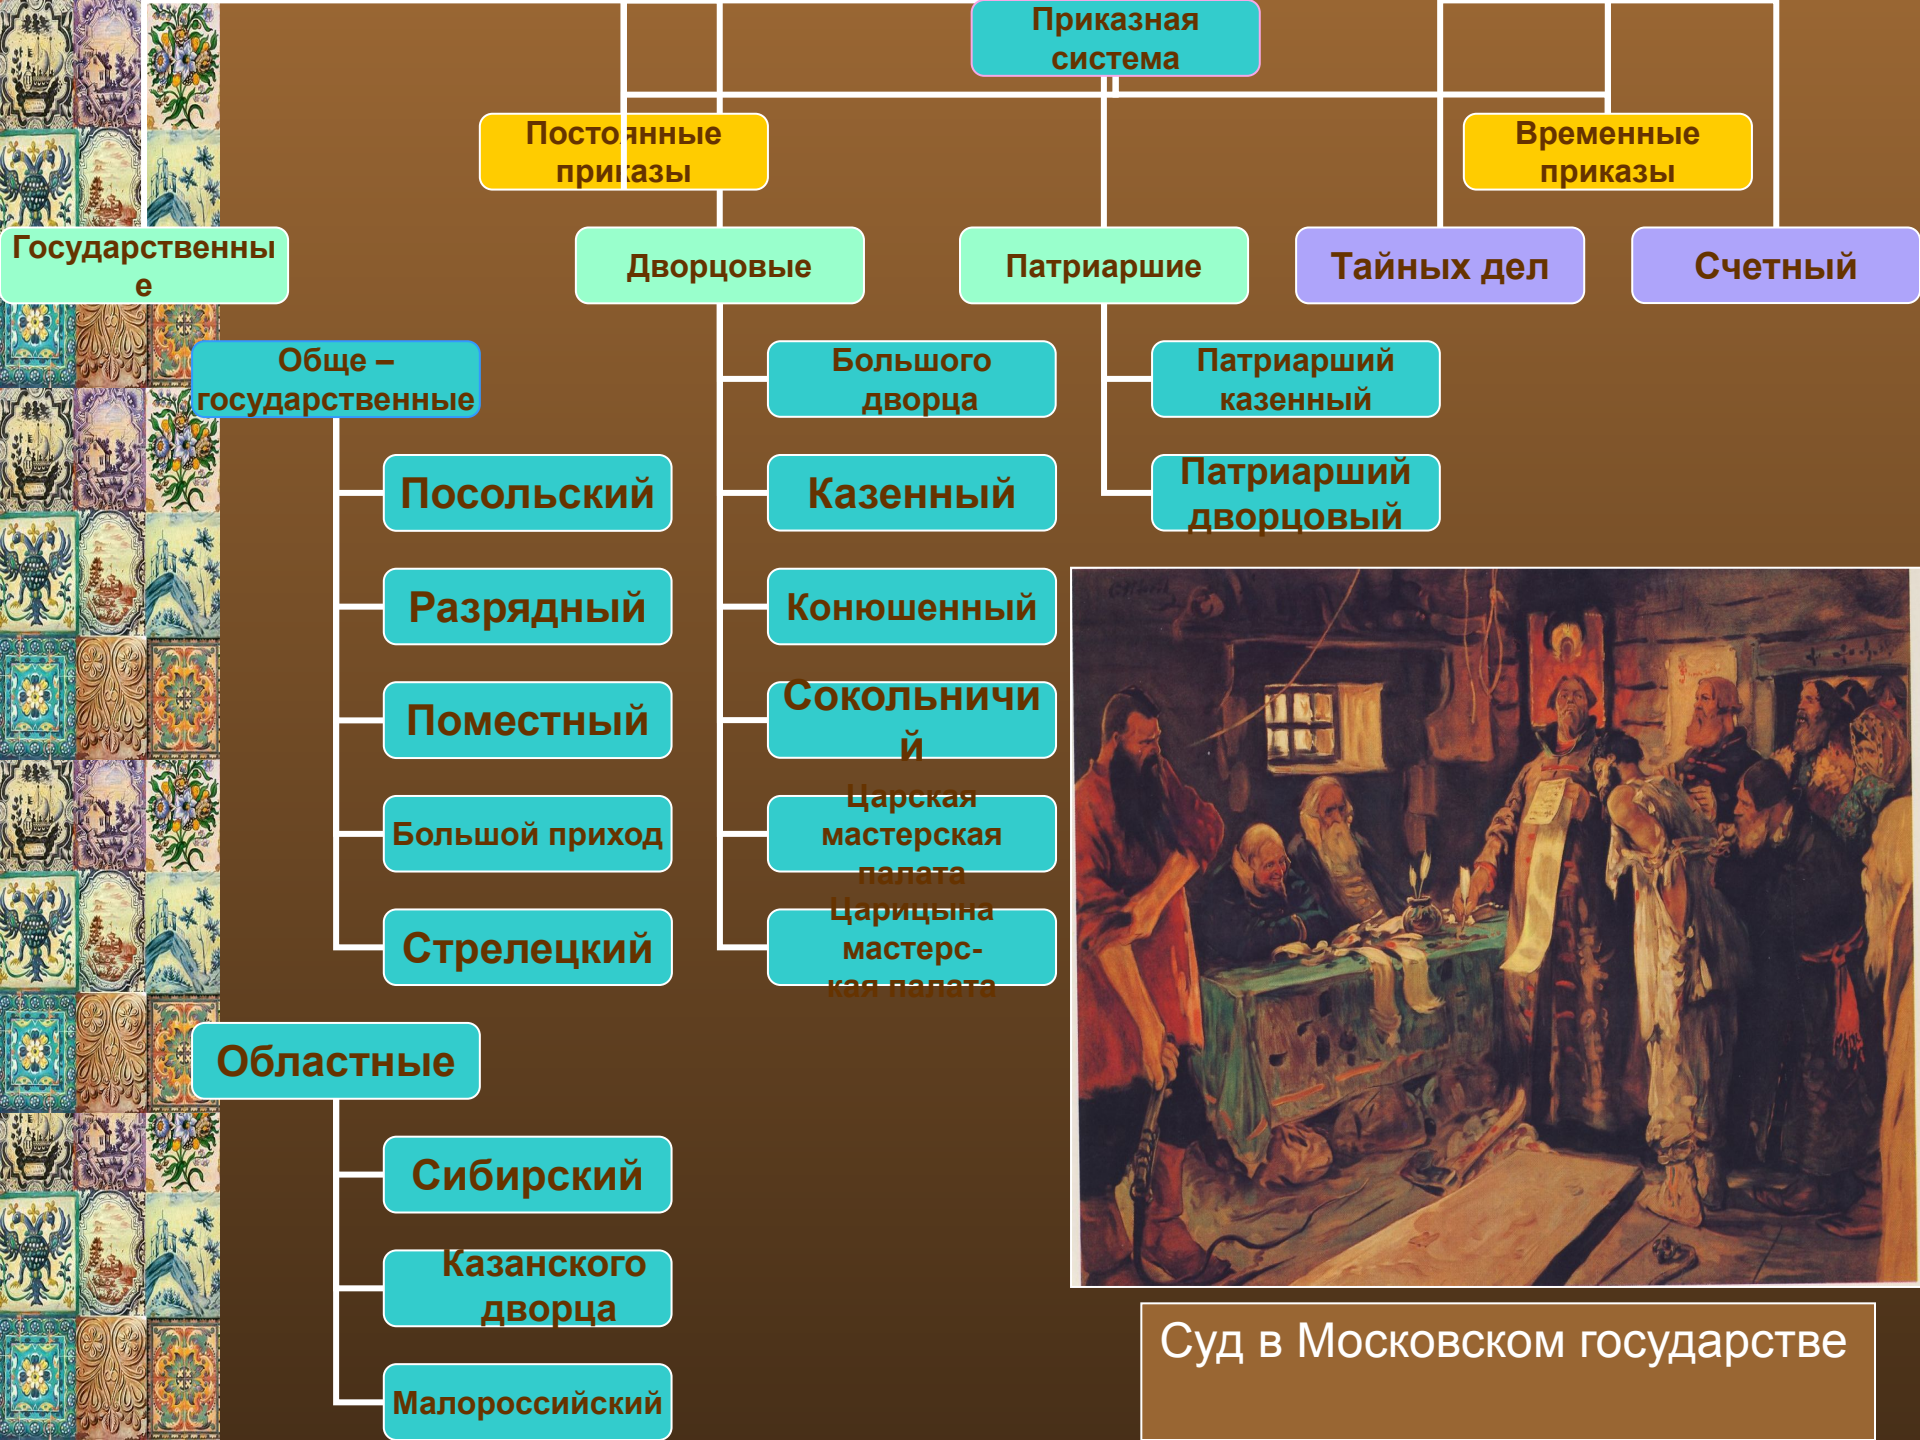 Приказная
система
Постоянные
приказы
Временные
приказы
Государственны
е
Дворцовые
Патриаршие
Тайных дел
Счетный
Обще –
государственные
Посольский
Разрядный
Поместный
Большой приход
Стрелецкий
Областные
Сибирский
Казанского
дворца
Малороссийский
Большого
дворца
Казенный
Конюшенный
Сокольничи
й
Царская
мастерская
палата
Царицына
мастерс-
кая палата
Патриарший
казенный
Патриарший
дворцовый
Суд в Московском государстве